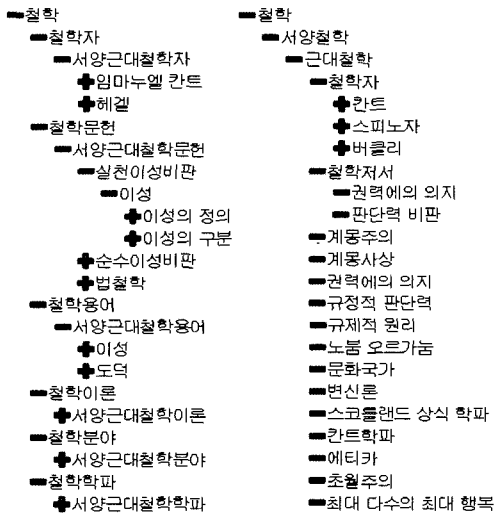 철학
철학자
서양근대철학자
임마누엘 칸트
헤겔
철학문헌
서양근대철학문헌
실천이성비판
이성
이성의 정의
이성의 구분
순수이성비판
법철학
철학용어
서양근대철학용어
이성
도덕
철학이론
서양근대철학이론
철학분야
서양근대철학분야
철학학파
서양근대철학학파
철학
서양철학
근대철학
철학자
칸트
스피노자
버클리
철학저서
권력에의 의지
판단력 비판
계몽주의
계몽사상
권력에의 의지
규정적 판단력
규제적 원리
노붐 오르가눔
문화국가
변신론
스코틀랜드 상식 학파
칸트학파
에티카
초월주의
최대 다수의 최대 행복